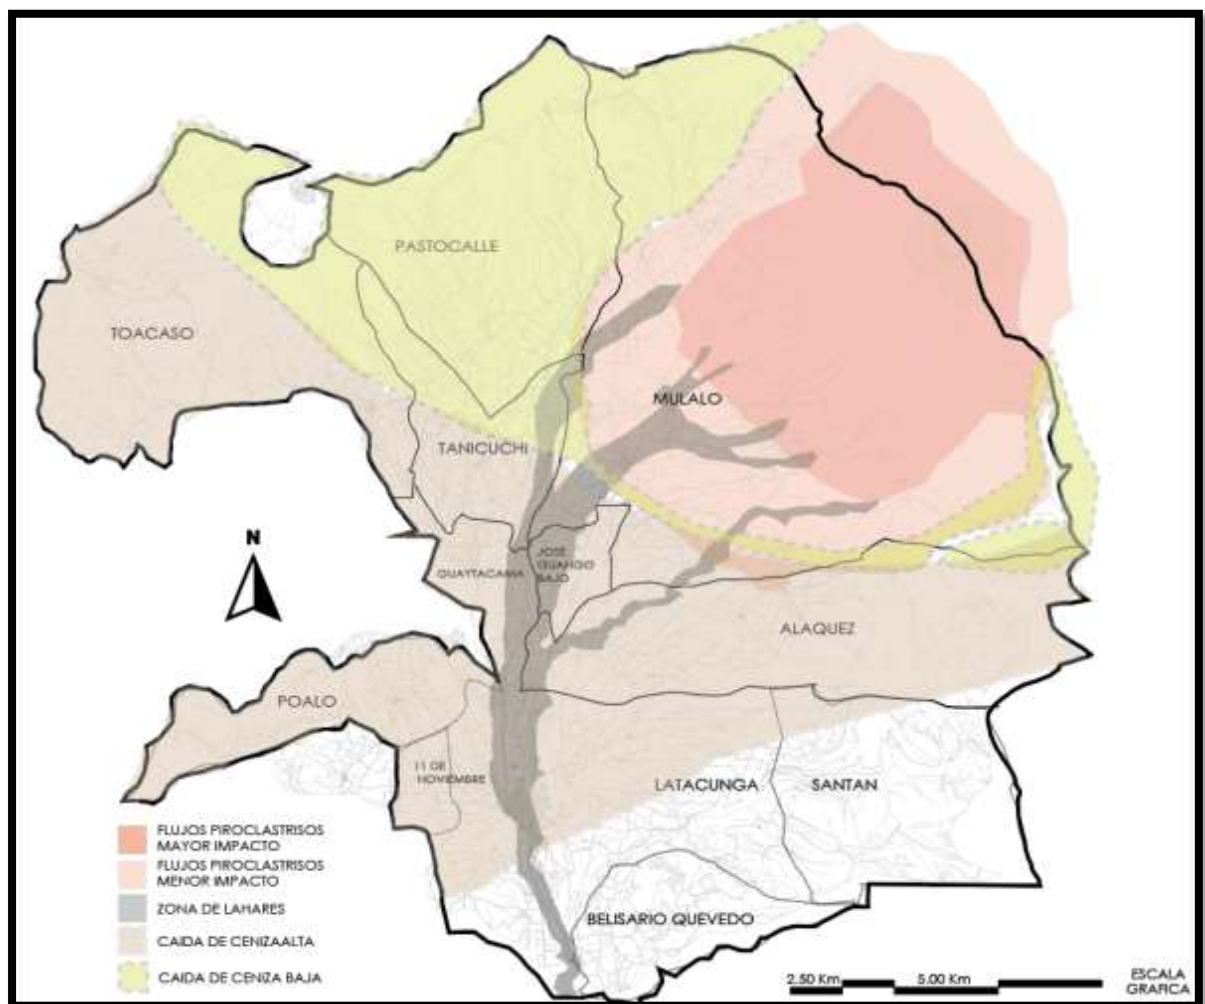 PASTOCALLE
TOACASO
MULALO
TANICUCHI
GUAYTACAMA
JOSE
GUANGO
BAJO
N
ALAQUEZ
POALO
11 DE
NOVIEMBRE
LATACUNGA
SANTAN
BELISARIO QUEVEDO
FLUJOS PIROCLASTRISOS
MAYOR IMPACTO
FLUJOS PIROCLASTRISOS
MENOR IMPACTO
ZONA DE LAHARES
CAIDA DE CENIZAALTA
CAIDA DE CENIZA BAJA
2.50 Km
5.00 Km
ESCALA
GRAFICA